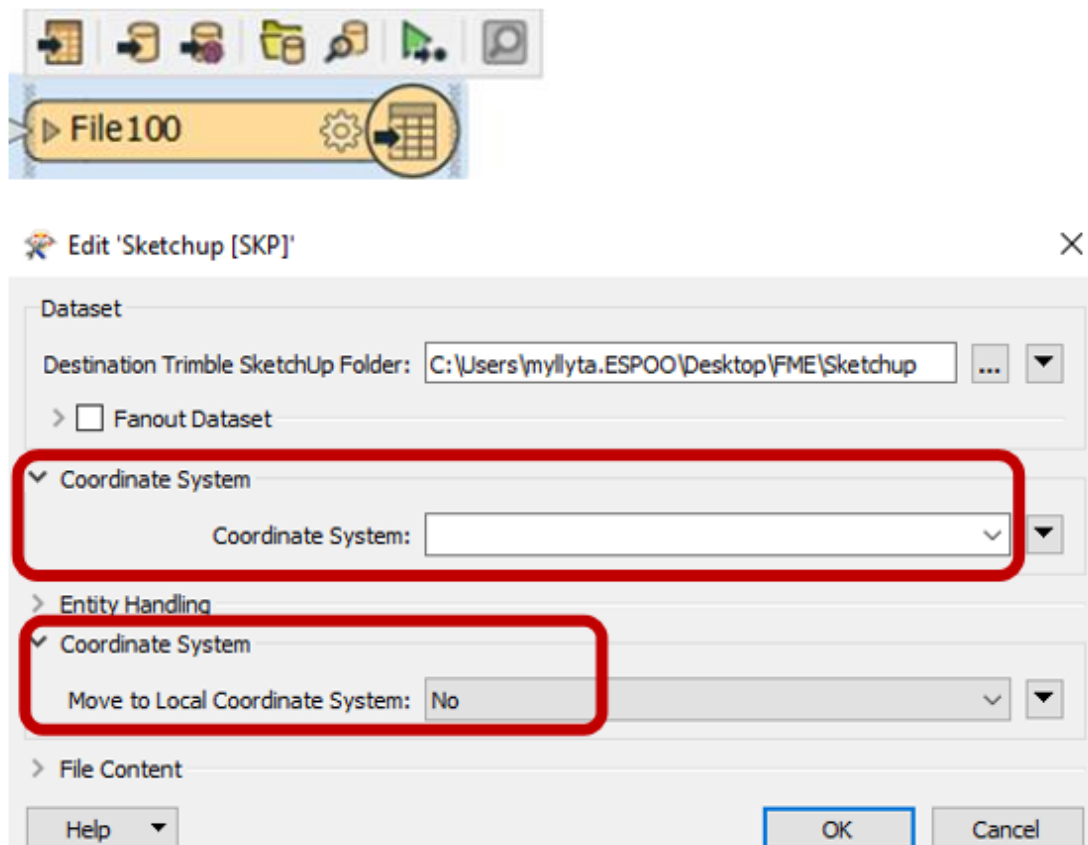 File100
Edit 'Sketchup [SKP]'
Dataset
Destination Trimble SketchUp Folder: C:\Users\myllyta.ESPOO\Desktop\FME\Sketchup ...
Fanout Dataset
Coordinate System
Coordinate System:
Entity Handling
Coordinate System
Move to Local Coordinate System: No
File Content
Help OK Cancel